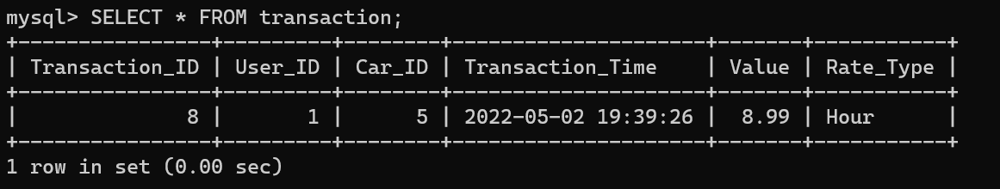 mysql> SELECT * FROM transaction;
+----------------+---------+--------+---------------------+-------+-----------+
| Transaction_ID | User_ID | Car_ID | Transaction_Time    | Value | Rate_Type |
+----------------+---------+--------+---------------------+-------+-----------+
|              8 |       1 |      5 | 2022-05-02 19:39:26 |  8.99 | Hour      |
+----------------+---------+--------+---------------------+-------+-----------+
1 row in set (0.00 sec)